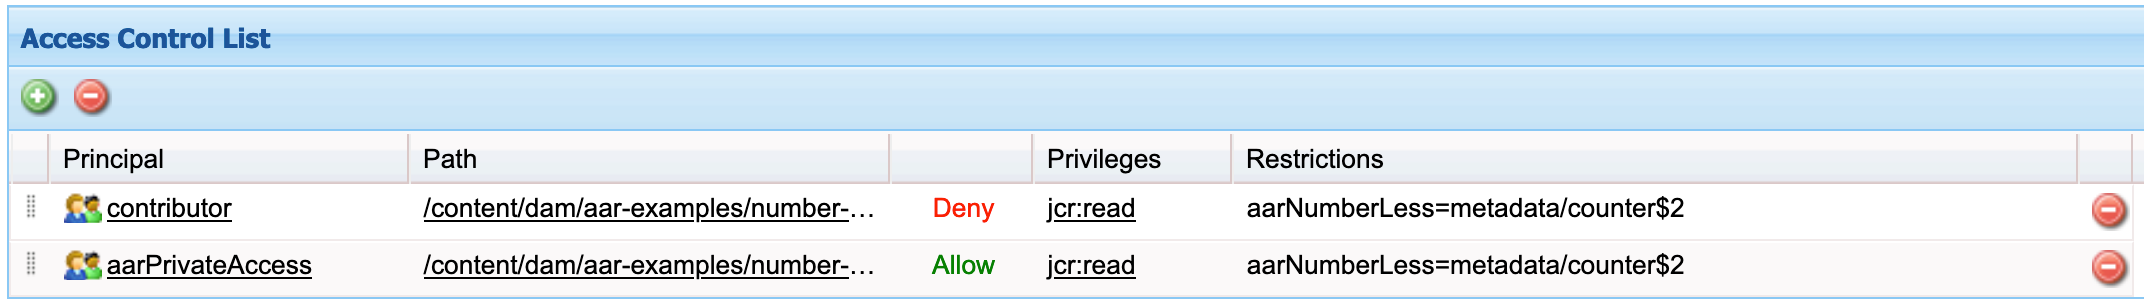 Access Control List
Principal Path Privileges Restrictions
contributor /content/dam/aar-examples/number-... Deny jcr:read aarNumberLess=metadata/counter$2
aarPrivateAccess /content/dam/aar-examples/number-... Allow jcr:read aarNumberLess=metadata/counter$2